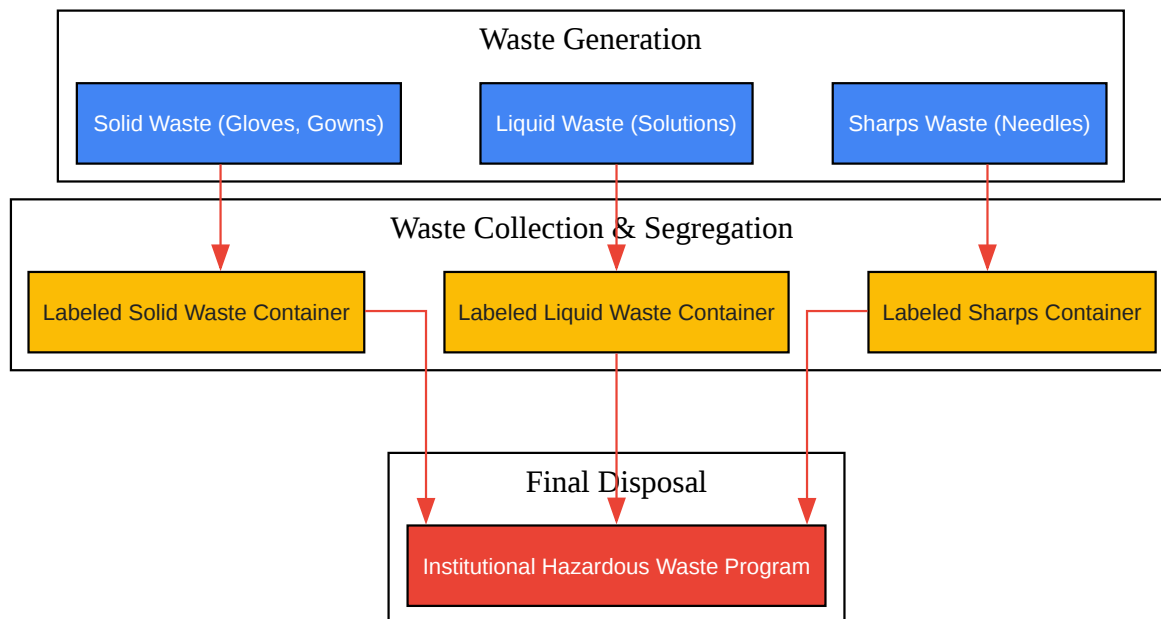 Waste Generation
Solid Waste (Gloves, Gowns)
Liquid Waste (Solutions)
Sharps Waste (Needles)
Waste Collection & Segregation
Labeled Solid Waste Container
Labeled Liquid Waste Container
Labeled Sharps Container
Final Disposal
Institutional Hazardous Waste Program